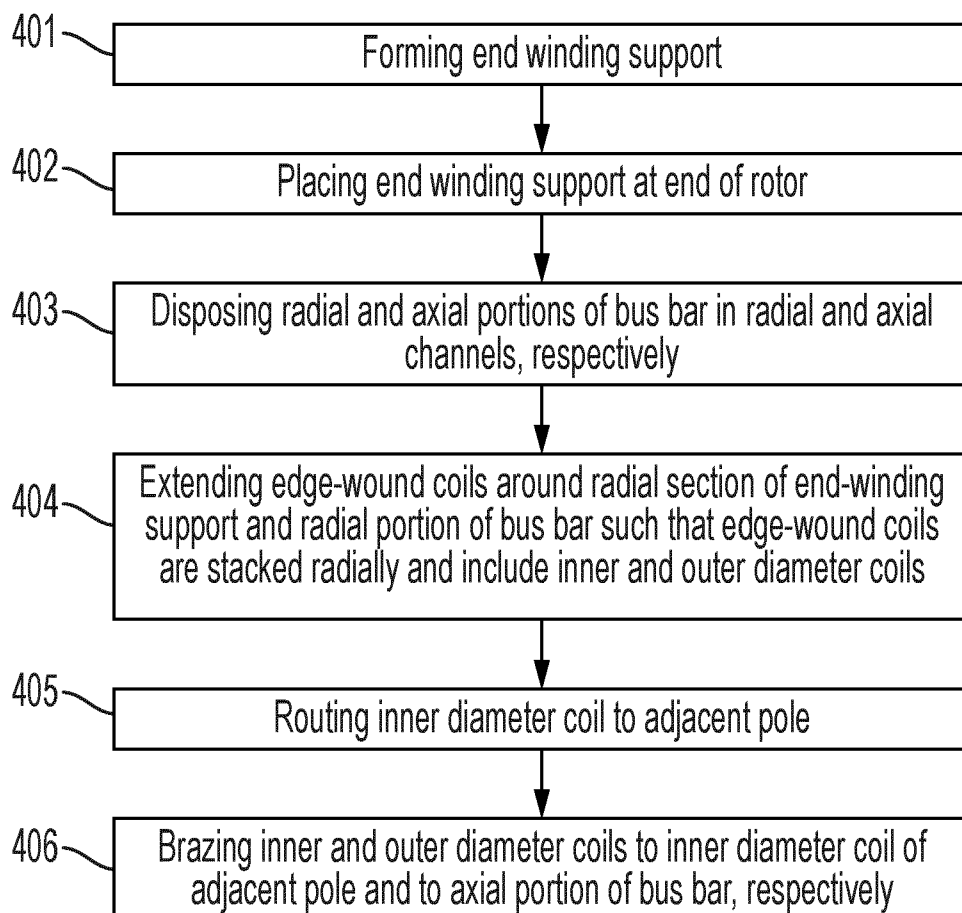 401
Forming end winding support
402
Placing end winding support at end of rotor
403
Disposing radial and axial portions of bus bar in radial and axial
channels, respectively
404
Extending edge-wound coils around radial section of end-winding
support and radial portion of bus bar such that edge-wound coils
are stacked radially and include inner and outer diameter coils
405
Routing inner diameter coil to adjacent pole
406
Brazing inner and outer diameter coils to inner diameter coil of
adjacent pole and to axial portion of bus bar, respectively